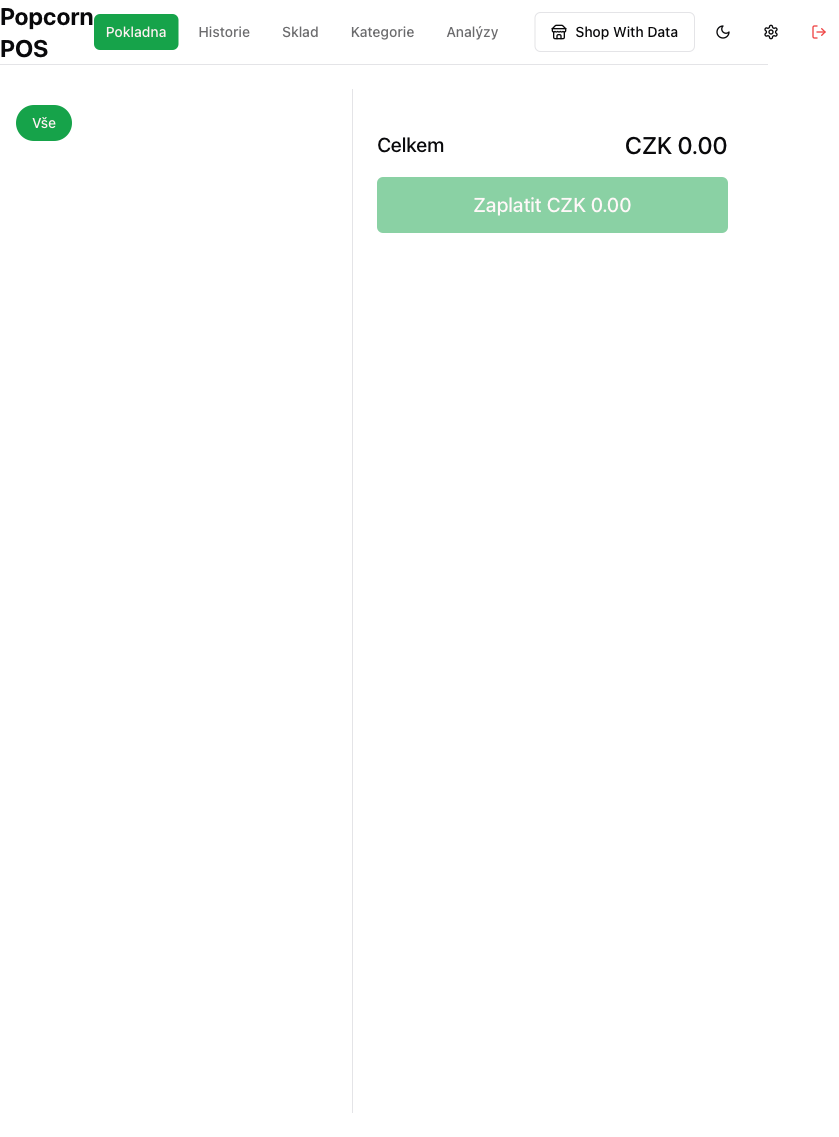 Popcorn
POS
Pokladna
Historie
Sklad
Kategorie
Analýzy
Shop With Data
Vše
Celkem
CZK 0.00
Zaplatit CZK 0.00